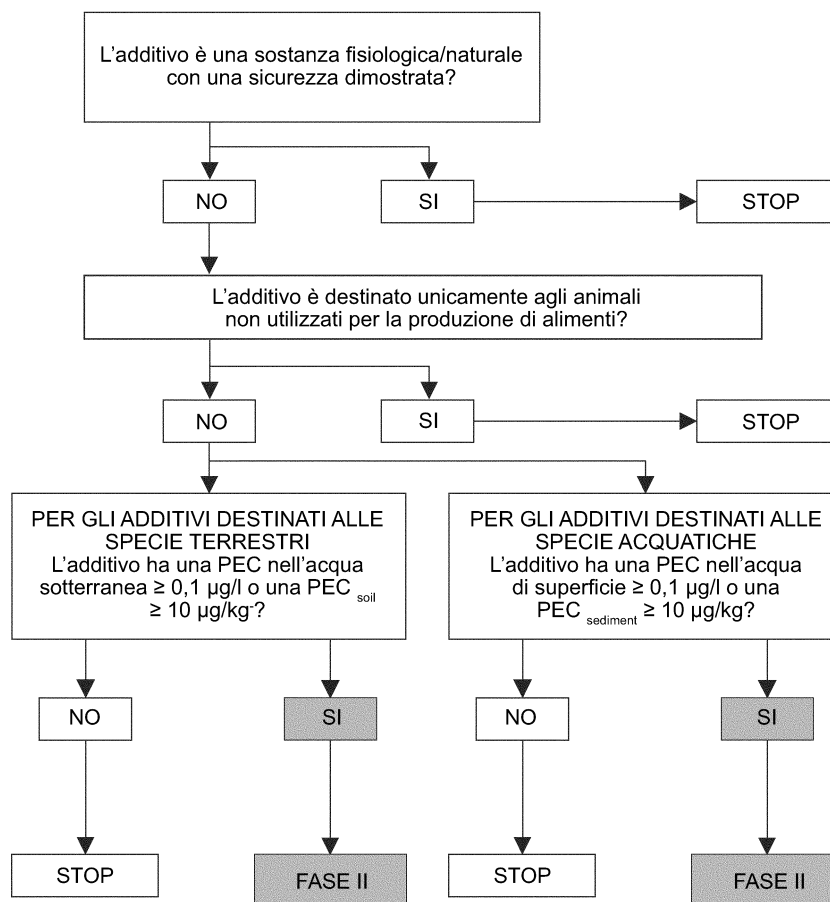 L'additivo è una sostanza fisiologica/naturale
con una sicurezza dimostrata?
NO
SI
STOP
L'additivo è destinato unicamente agli animali
non utilizzati per la produzione di alimenti?
NO
SI
STOP
PER GLI ADDITIVI DESTINATI ALLE
SPECIE TERRESTRI
L'additivo ha una PEC nell'acqua
sotterranea ≥ 0,1 µg/l o una PEC soil
≥ 10 µg/kg-?
PER GLI ADDITIVI DESTINATI ALLE
SPECIE ACQUATICHE
L'additivo ha una PEC nell'acqua
di superficie ≥ 0,1 µg/l o una
PEC sediment ≥ 10 µg/kg?
NO
SI
NO
SI
STOP
FASE II
STOP
FASE II